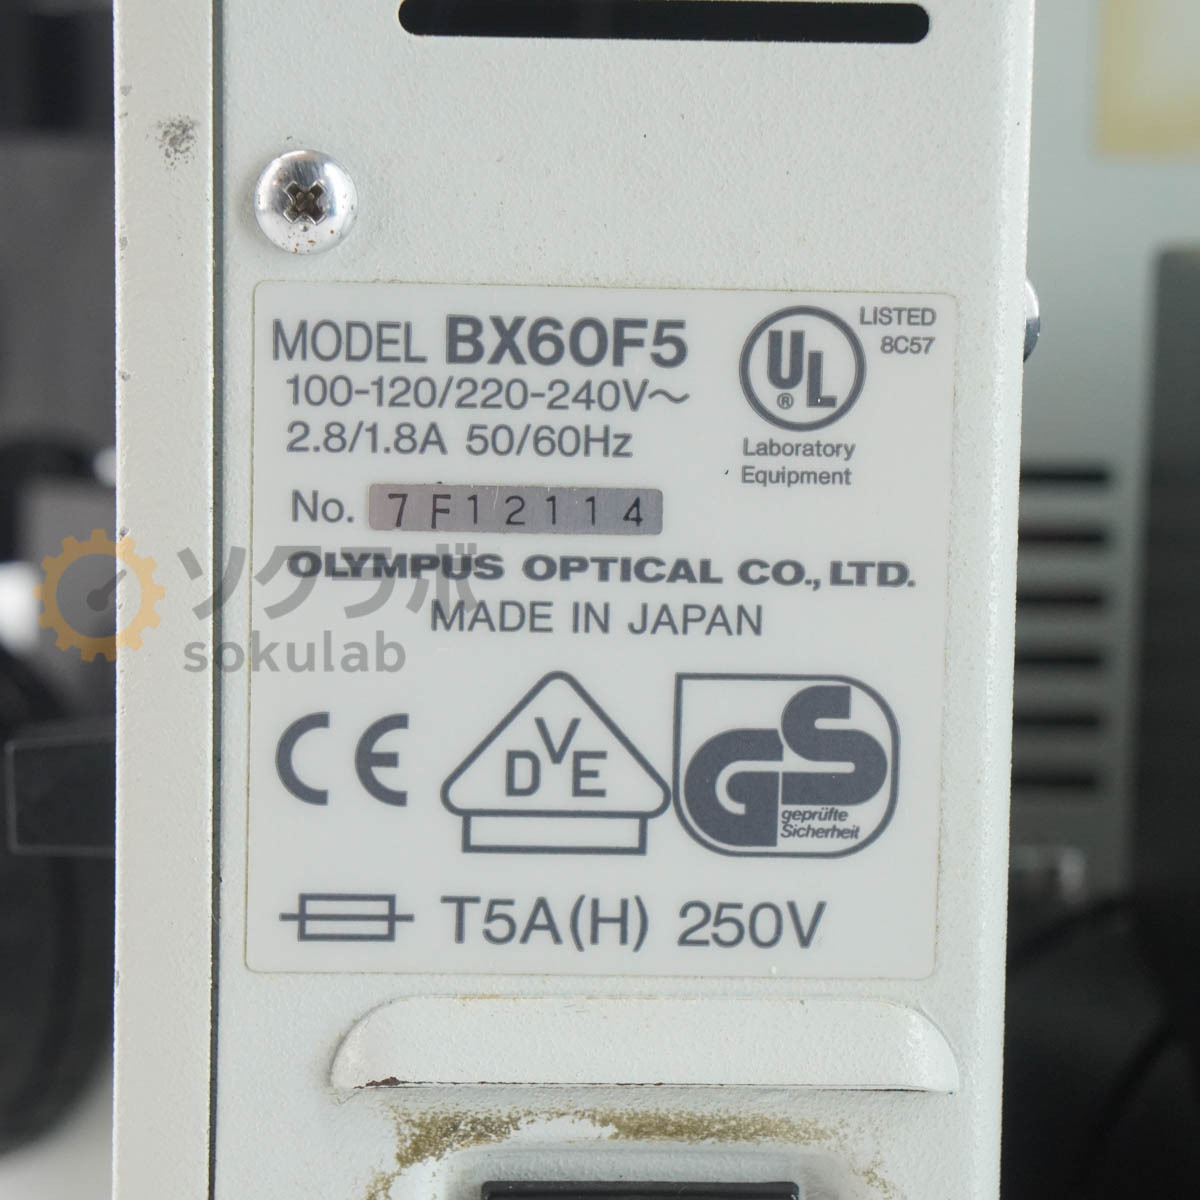 MODEL BX60F5
100-120/220-240V～
2.8/1.8A 50/60Hz
UL
®
LISTED
8C57
Laboratory
Equipment
No. 7F12114
OLYMPUS OPTICAL CO., LTD.
MADE IN JAPAN
ソクラボ
sokulab
CE
DVE
GS
geprüfte
Sicherheit
T5A(H) 250V